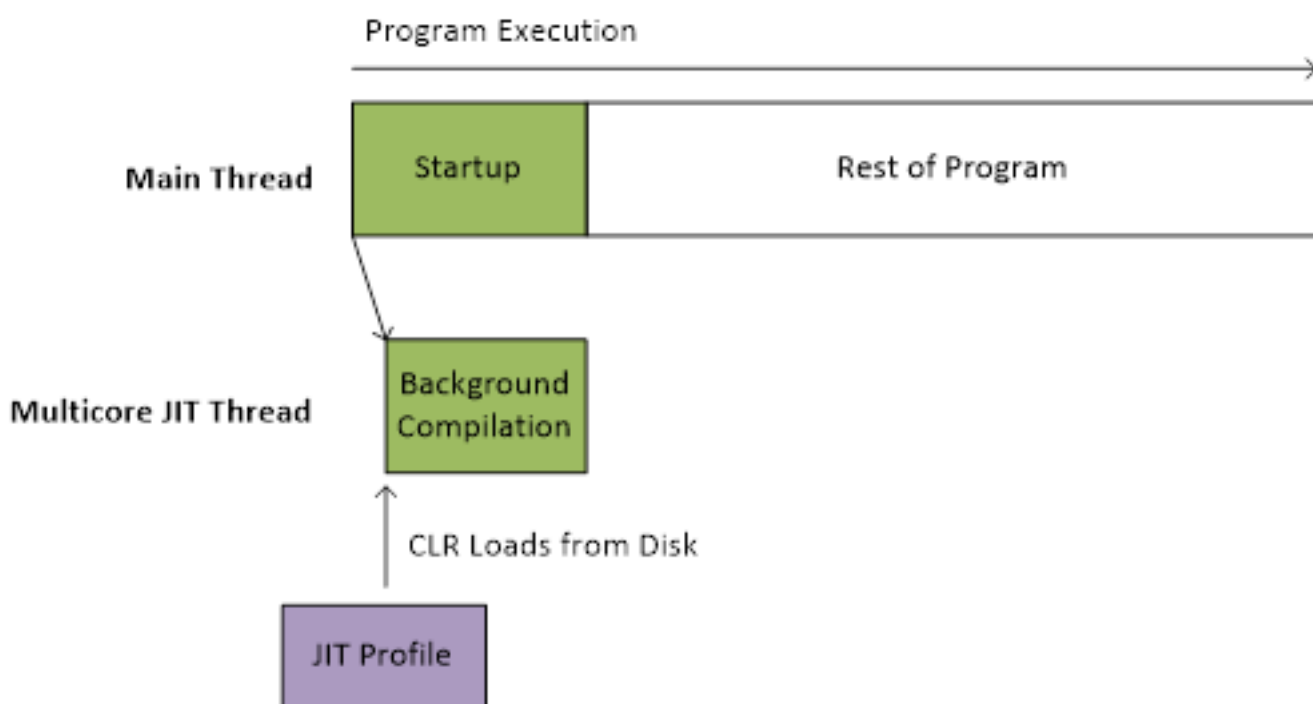 Program Execution
Main Thread
Startup
Rest of Program
Multicore JIT Thread
Background
Compilation
CLR Loads from Disk
JIT Profile